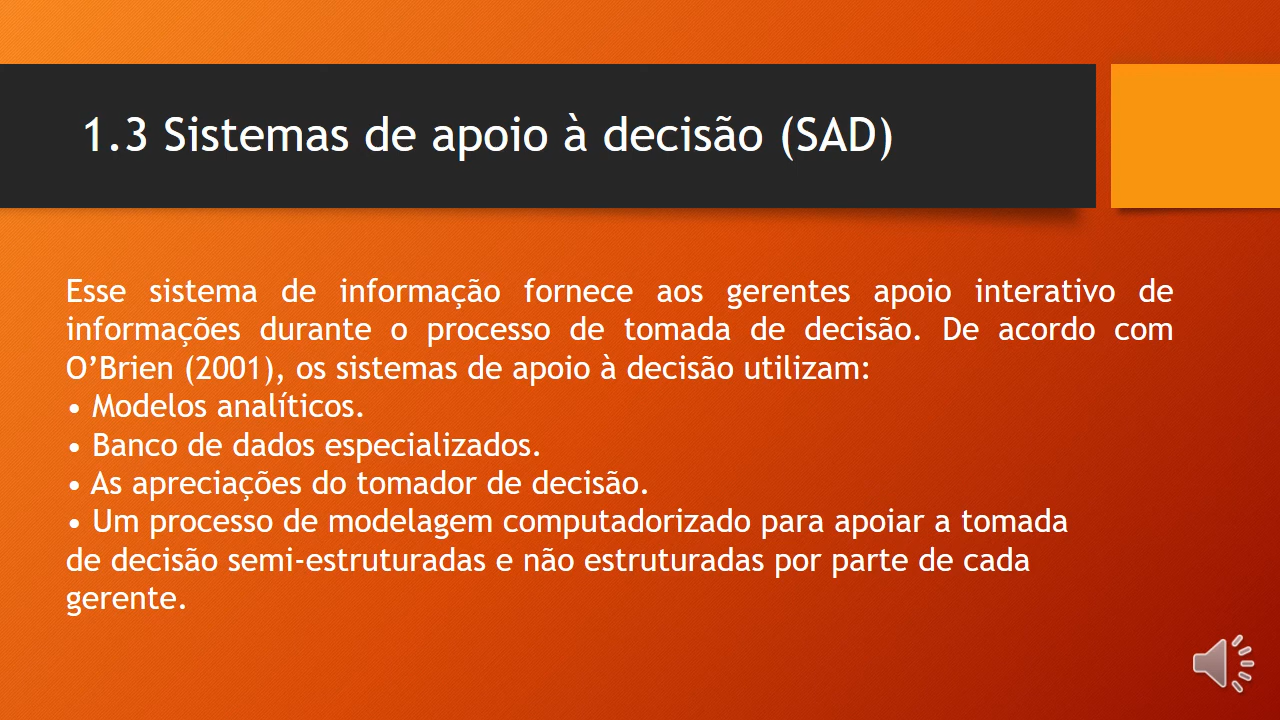 1.3 Sistemas de apoio à decisão (SAD)
Esse sistema de informação fornece aos gerentes apoio interativo de
informações durante o processo de tomada de decisão. De acordo com
O’Brien (2001), os sistemas de apoio à decisão utilizam:
• Modelos analíticos.
• Banco de dados especializados.
• As apreciações do tomador de decisão.
• Um processo de modelagem computadorizado para apoiar a tomada
de decisão semi-estruturadas e não estruturadas por parte de cada
gerente.